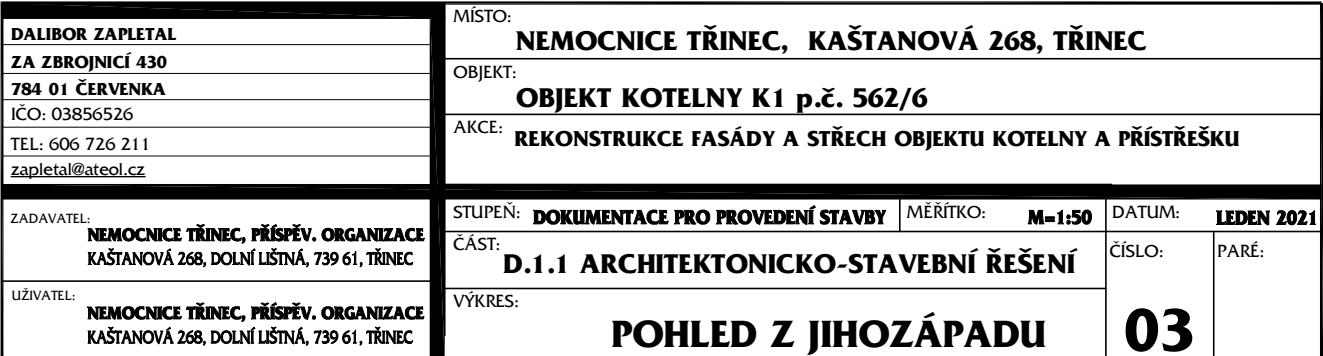 DALIBOR ZAPLETAL
ZA ZBROJNICÍ 430
784 01 ČERVENKA
IČO: 03856526
TEL: 606 726 211
zapletal@ateol.cz
MÍSTO:
NEMOCNICE TŘINEC, KAŠTANOVÁ 268, TŘINEC
OBJEKT:
OBJEKT KOTELNY K1 p.č. 562/6
AKCE: REKONSTRUKCE FASÁDY A STŘECH OBJEKTU KOTELNY A PŘÍSTŘEŠKU
ZADAVATEL:
NEMOCNICE TŘINEC, PŘÍSPĚV. ORGANIZACE
KAŠTANOVÁ 268, DOLNÍ LIŠTNÁ, 739 61, TŘINEC
UŽIVATEL:
NEMOCNICE TŘINEC, PŘÍSPĚV. ORGANIZACE
KAŠTANOVÁ 268, DOLNÍ LIŠTNÁ, 739 61, TŘINEC
STUPEŇ: DOKUMENTACE PRO PROVEDENÍ STAVBY
MĚŘÍTKO: M=1:50
DATUM: LEDEN 2021
ČÁST:
D.1.1 ARCHITEKTONICKO-STAVEBNÍ ŘEŠENÍ
VÝKRES:
POHLED Z JIHOZÁPADU
ČÍSLO:
03
PARÉ: